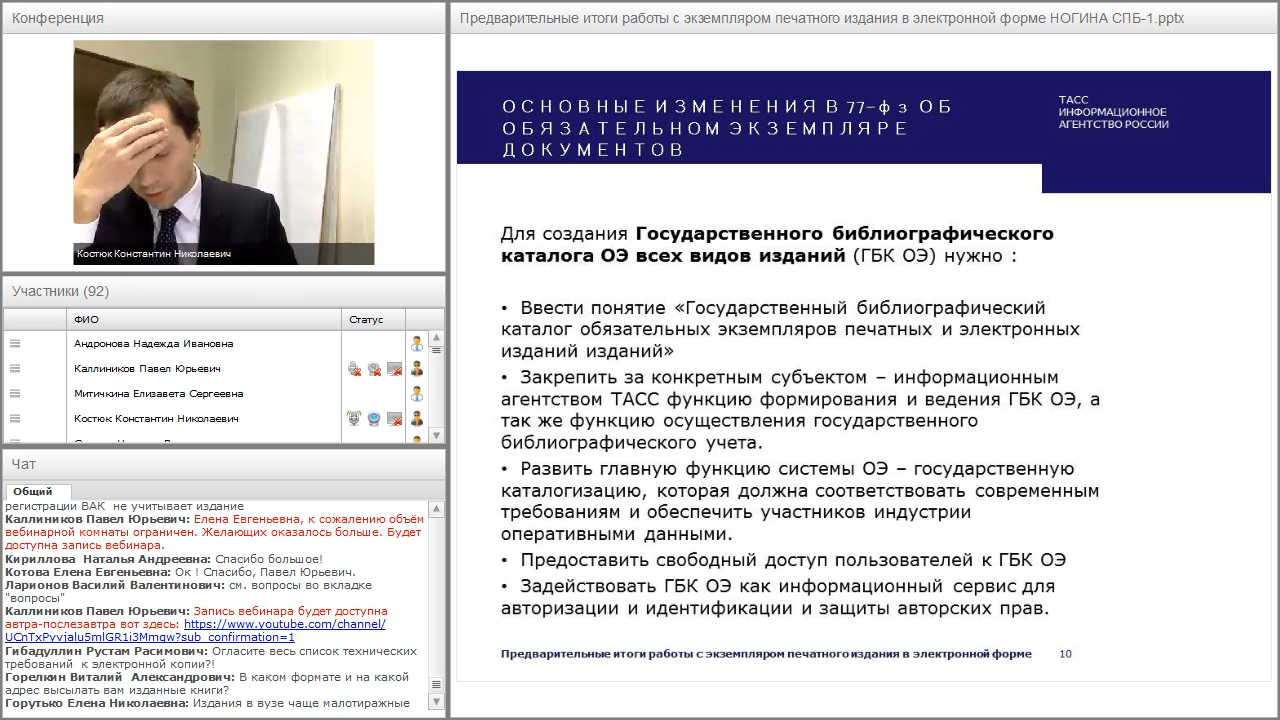 Конференция
Костюк Константин Николаевич
Участники (92)
ФИО
Статус
Андронова Надежда Ивановна
Каллиников Павел Юрьевич
Митичкина Елизавета Сергеевна
Костюк Константин Николаевич
Чат
Общий
регистрации ВАК не учитывает издание
Каллиников Павел Юрьевич: Елена Евгеньевна, к сожалению объём
вебинарной комнаты ограничен. Желающих оказалось больше. Будет
доступна запись вебинара.
Кириллова Наталья Андреевна: Спасибо большое!
Котова Елена Евгеньевна: Ок ! Спасибо, Павел Юрьевич.
Ларионов Василий Валентинович: см. вопросы во вкладке
"вопросы"
Каллиников Павел Юрьевич: Запись вебинара будет доступна
автра-послезавтра вот здесь: https://www.youtube.com/channel/
UCnTxPyvjalu5mlGR1i3Mmqw?sub_confirmation=1
Гибадуллин Рустам Расимович: Огласите весь список технических
требований к электронной копии?!
Горелкин Виталий Александрович: В каком формате и на какой
адрес высылать вам изданные книги?
Горутько Елена Николаевна: Издания в вузе чаще малотиражные
Предварительные итоги работы с экземпляром печатного издания в электронной форме НОГИНА СПБ-1.pptx
ОСНОВНЫЕ ИЗМЕНЕНИЯ В 77-ф з ОБ
ОБЯЗАТЕЛЬНОМ ЭКЗЕМПЛЯРЕ
ДОКУМЕНТОВ
ТАСС
ИНФОРМАЦИОННОЕ
АГЕНТСТВО РОССИИ
Для создания Государственного библиографического
каталога ОЭ всех видов изданий (ГБК ОЭ) нужно :
• Ввести понятие «Государственный библиографический
каталог обязательных экземпляров печатных и электронных
изданий изданий»
• Закрепить за конкретным субъектом – информационным
агентством ТАСС функцию формирования и ведения ГБК ОЭ, а
так же функцию осуществления государственного
библиографического учета.
• Развить главную функцию системы ОЭ – государственную
каталогизацию, которая должна соответствовать современным
требованиям и обеспечить участников индустрии
оперативными данными.
• Предоставить свободный доступ пользователей к ГБК ОЭ
• Задействовать ГБК ОЭ как информационный сервис для
авторизации и идентификации и защиты авторских прав.
Предварительные итоги работы с экземпляром печатного издания в электронной форме 10